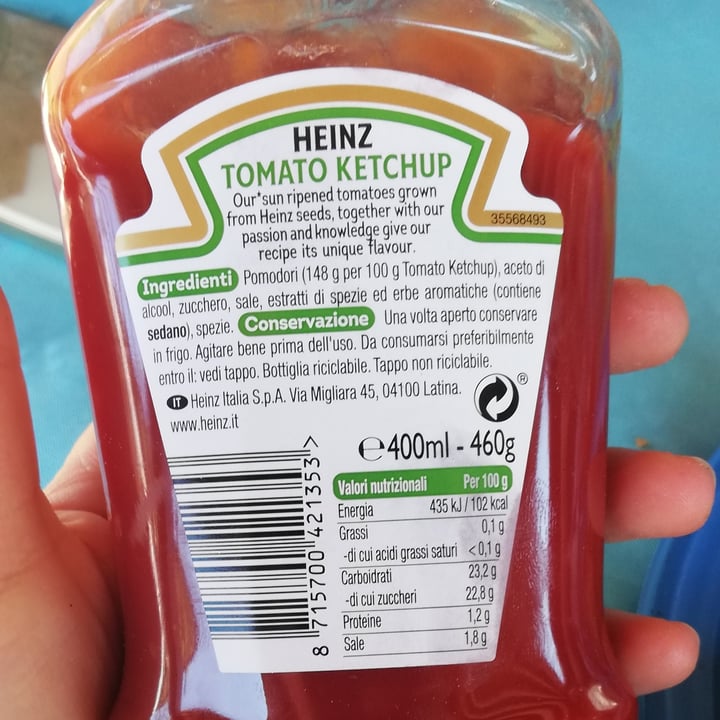 HEINZ
TOMATO KETCHUP
Our*sun ripened tomatoes grown
from Heinz seeds, together with our
passion and knowledge give our
recipe its unique flavour.
35568493
Ingredienti Pomodori (148 g per 100 g Tomato Ketchup), aceto di
alcool, zucchero, sale, estratti di spezie ed erbe aromatiche (contiene
sedano), spezie. Conservazione Una volta aperto conservare
in frigo. Agitare bene prima dell'uso. Da consumarsi preferibilmente
entro il: vedi tappo. Bottiglia riciclabile. Tappo non riciclabile.
IT Heinz Italia S.p.A. Via Migliara 45, 04100 Latina.
www.heinz.it
®
℮400ml - 460g
8 715700 421353 >
Valori nutrizionali Per 100 g
Energia 435 kJ / 102 kcal
Grassi 0,1 g
-di cui acidi grassi saturi <0,1 g
Carboidrati 23,2 g
-di cui zuccheri 22,8 g
Proteine 1,2 g
Sale 1,8 g